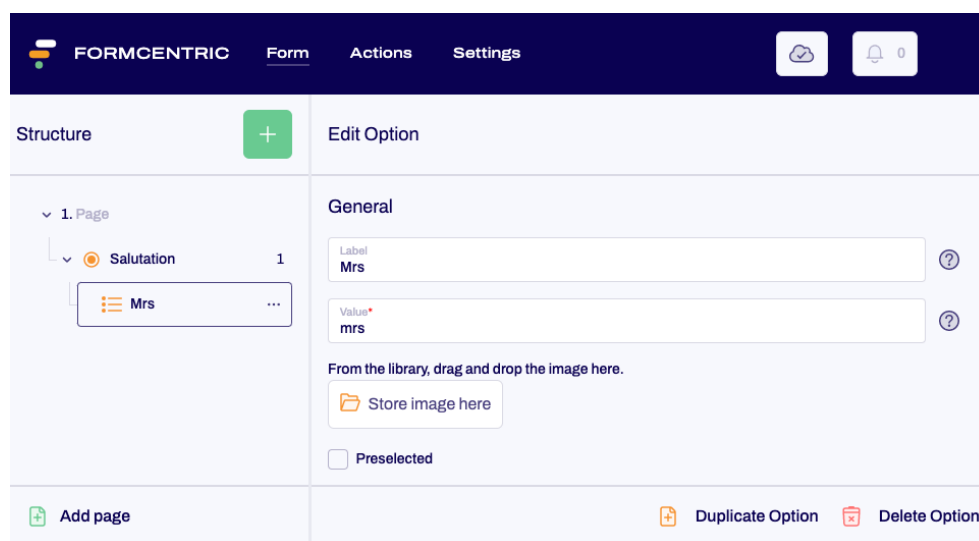 FORMCENTRIC Form Actions Settings 0
Structure
+
Edit Option
1. Page
Salutation 1
Mrs ...
General
Label
Mrs
?
Value*
mrs
?
From the library, drag and drop the image here.
Store image here
Preselected
Add page
Duplicate Option
Delete Option